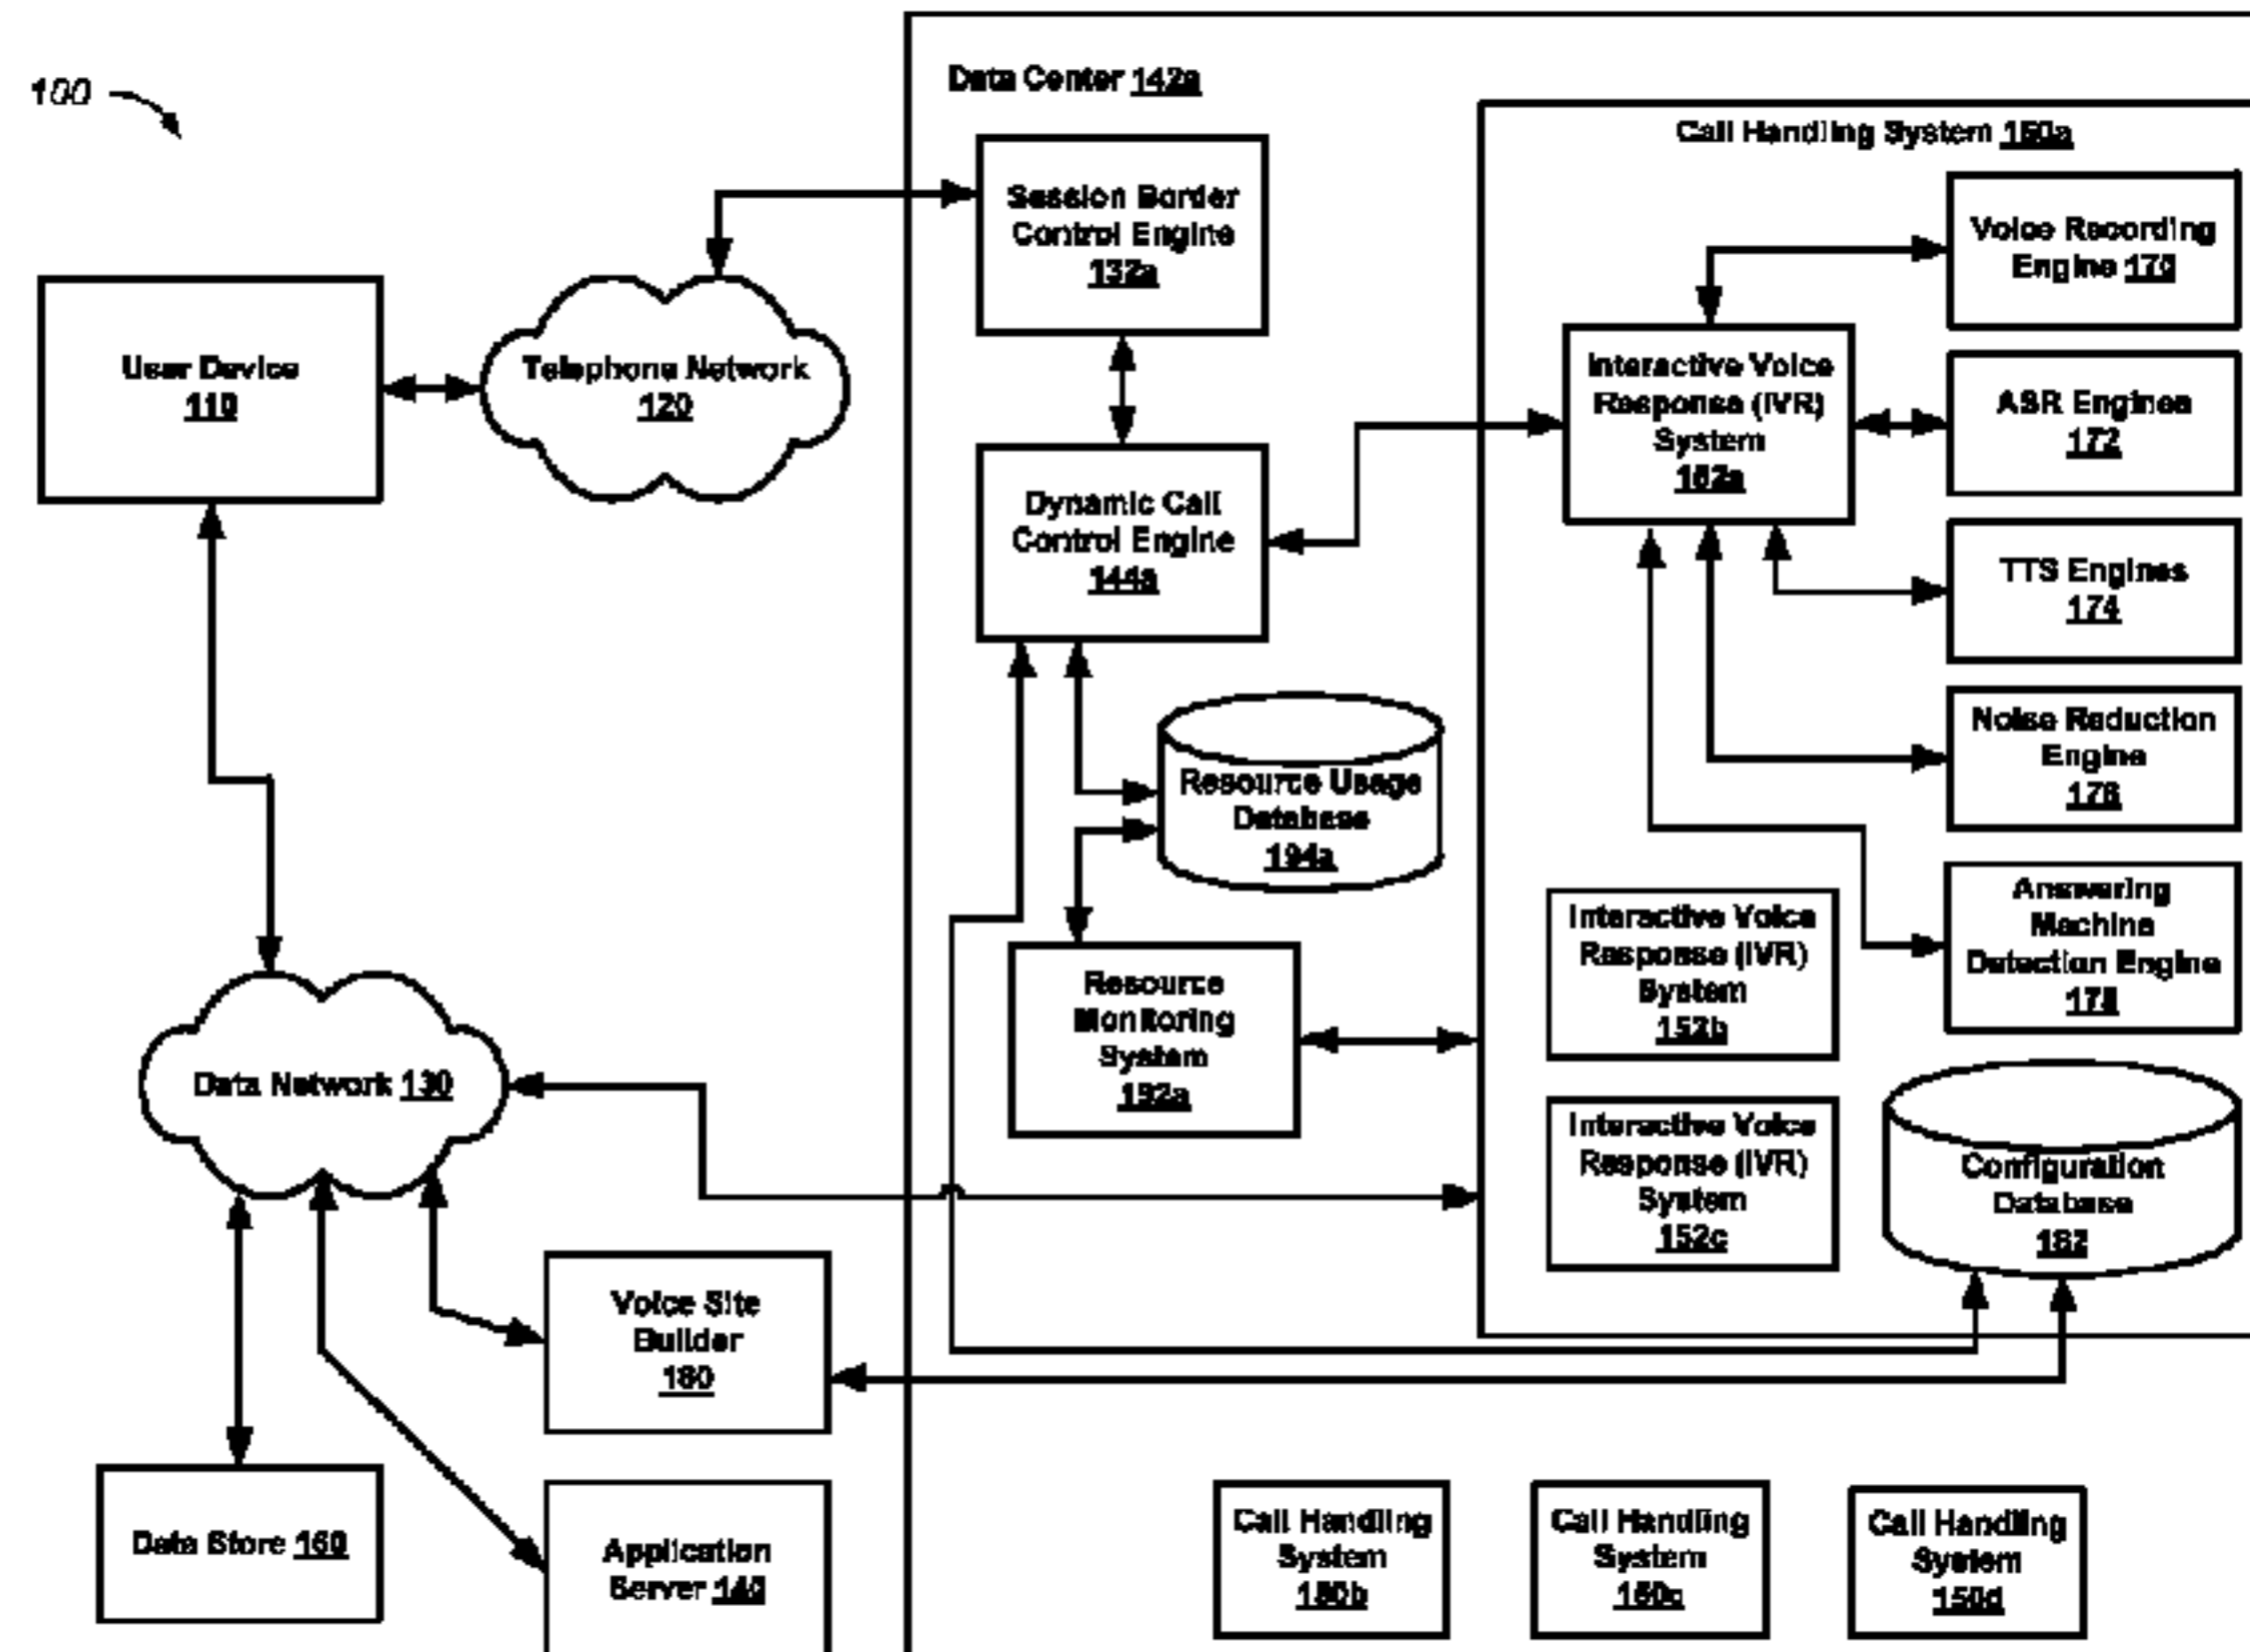 100
Data Center 142a
Call Handling System 150a
Session Border
Control Engine
132a
Voice Recording
Engine 170
User Device
110
Telephone Network
120
Interactive Voice
Response (IVR)
System
152a
ASR Engines
172
Dynamic Call
Control Engine
144a
TTS Engines
174
Noise Reduction
Engine
176
Resource Usage
Database
194a
Answering
Machine
Detection Engine
178
Interactive Voice
Response (IVR)
System
152b
Resource
Monitoring
System
192a
Data Network 130
Interactive Voice
Response (IVR)
System
152c
Configuration
Database
182
Voice Site
Builder
180
Data Store 160
Application
Server 140
Call Handling
System
150b
Call Handling
System
150c
Call Handling
System
150d